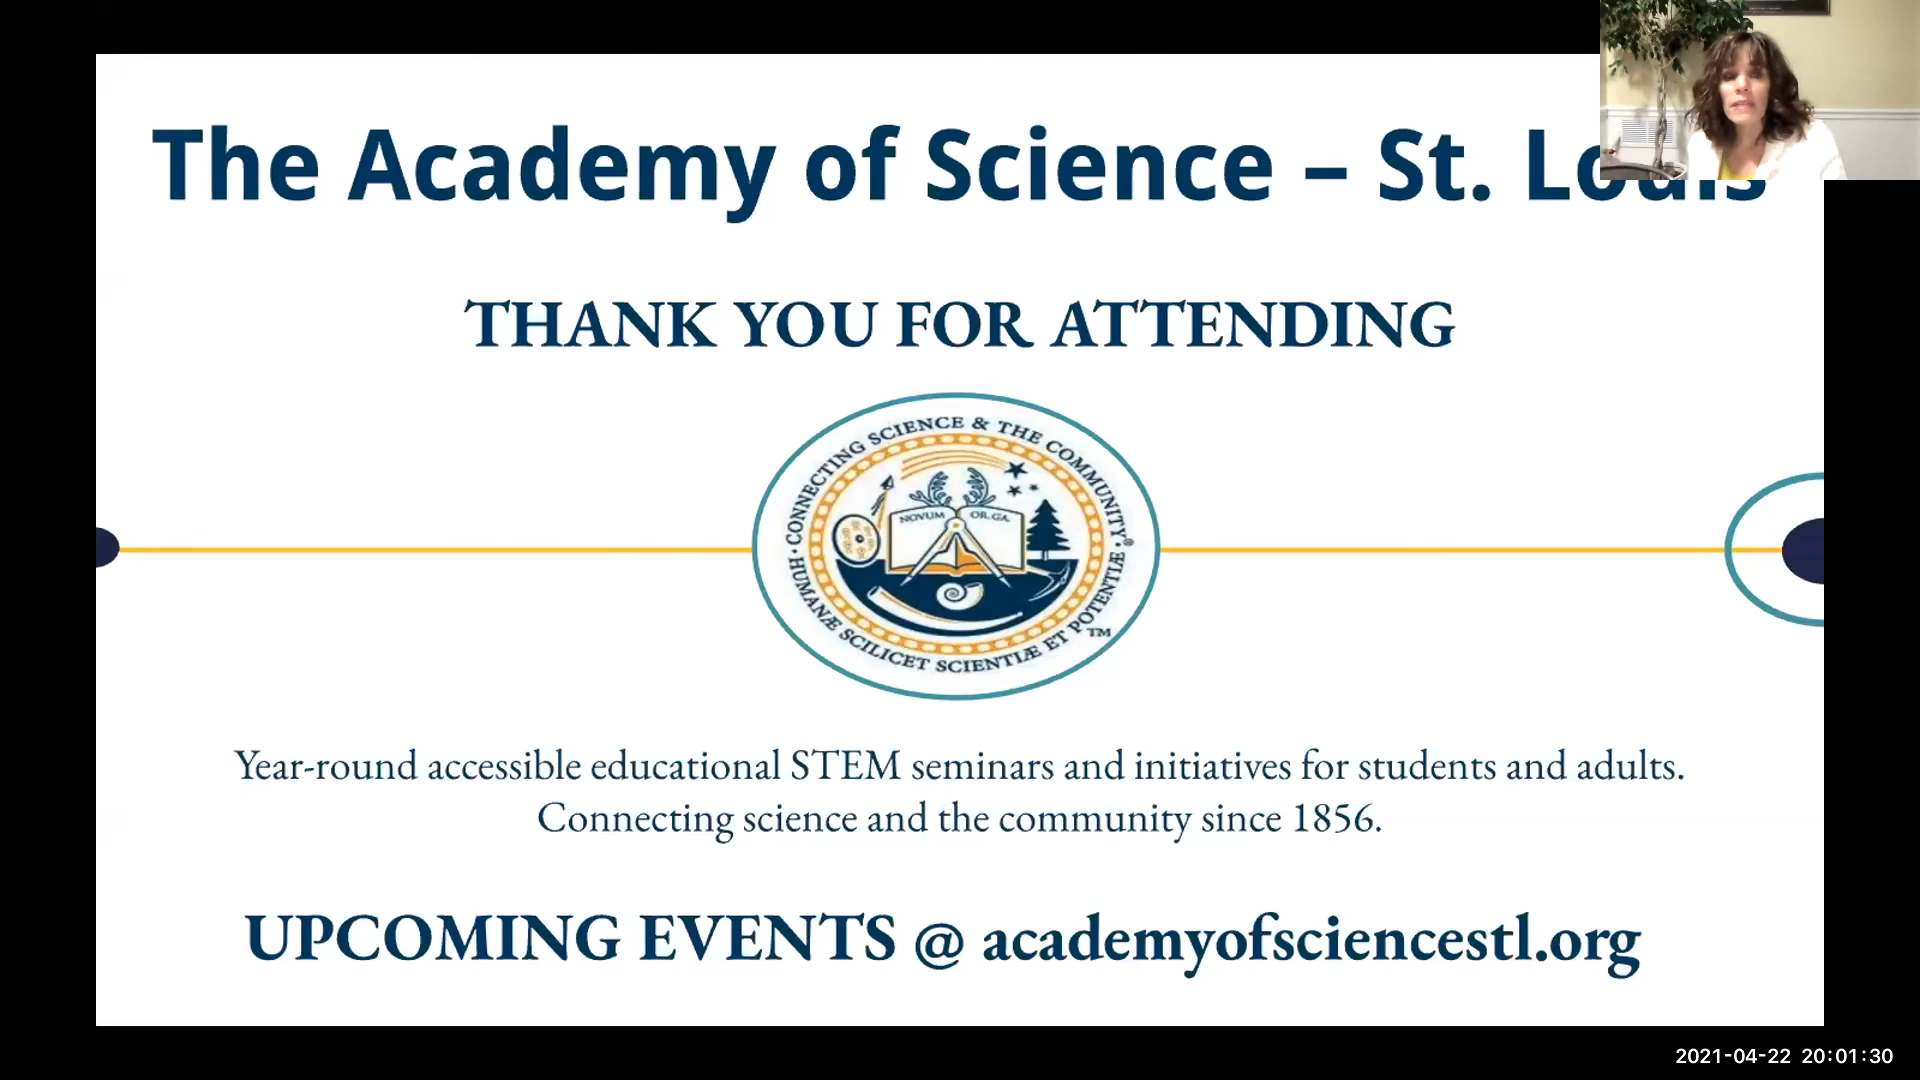 The Academy of Science – St. Louis
THANK YOU FOR ATTENDING
• CONNECTING SCIENCE & THE COMMUNITY® •
NOVUM OR.GA.
HUMANÆ SCILICET SCIENTIÆ ET POTENTIÆ
TM
Year-round accessible educational STEM seminars and initiatives for students and adults.
Connecting science and the community since 1856.
UPCOMING EVENTS @ academyofsciencestl.org
2021-04-22 20:01:30